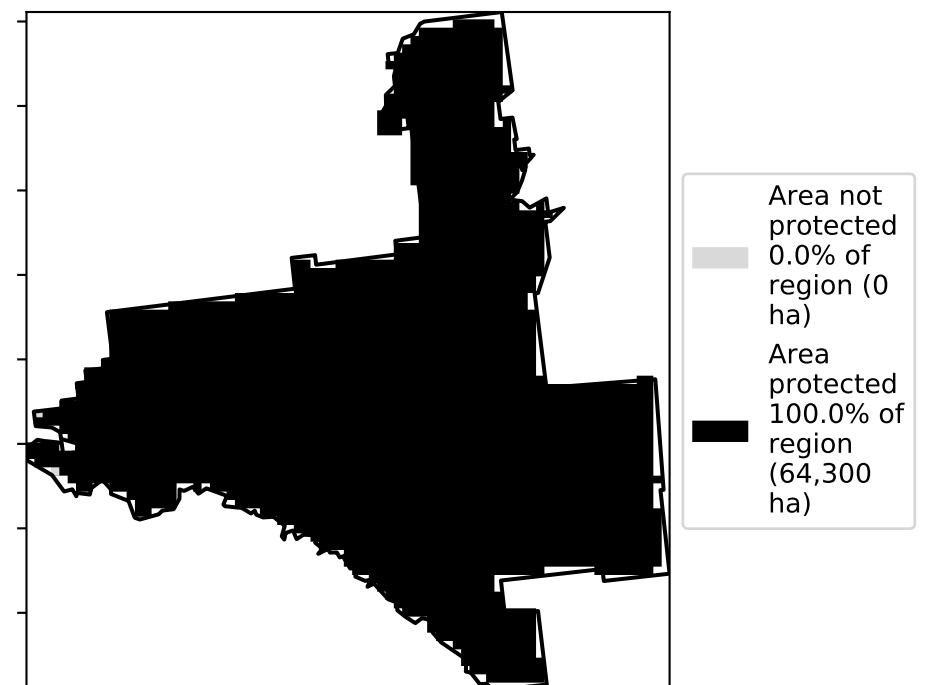 Area not
protected
0.0% of
region (0
ha)
Area
protected
100.0% of
region
(64,300
ha)